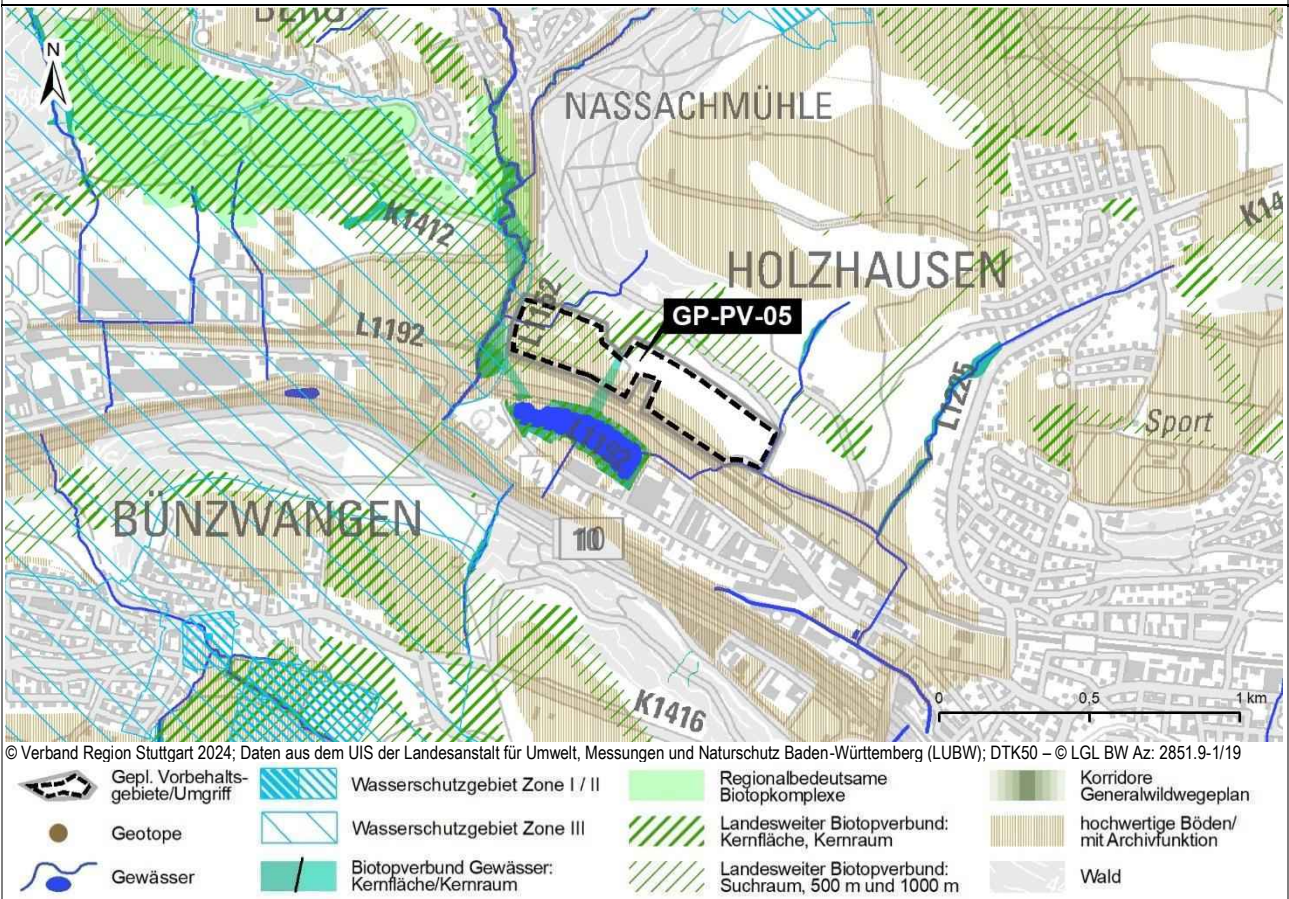 BERG
N
NASSACHMÜHLE
K1412
K14
HOLZHAUSEN
L1192
GP-PV-05
L1192
L1225
Sport
L1192
BÜNZWANGEN
10
K1416
0 0,5 1 km
© Verband Region Stuttgart 2024; Daten aus dem UIS der Landesanstalt für Umwelt, Messungen und Naturschutz Baden-Württemberg (LUBW); DTK50 – © LGL BW Az: 2851.9-1/19
Gepl. Vorbehalts-
gebiete/Umgriff
Wasserschutzgebiet Zone I / II
Regionalbedeutsame
Biotopkomplexe
Korridore
Generalwildwegeplan
Geotope
Wasserschutzgebiet Zone III
Landesweiter Biotopverbund:
Kernfläche, Kernraum
hochwertige Böden/
mit Archivfunktion
Gewässer
Biotopverbund Gewässer:
Kernfläche/Kernraum
Landesweiter Biotopverbund:
Suchraum, 500 m und 1000 m
Wald